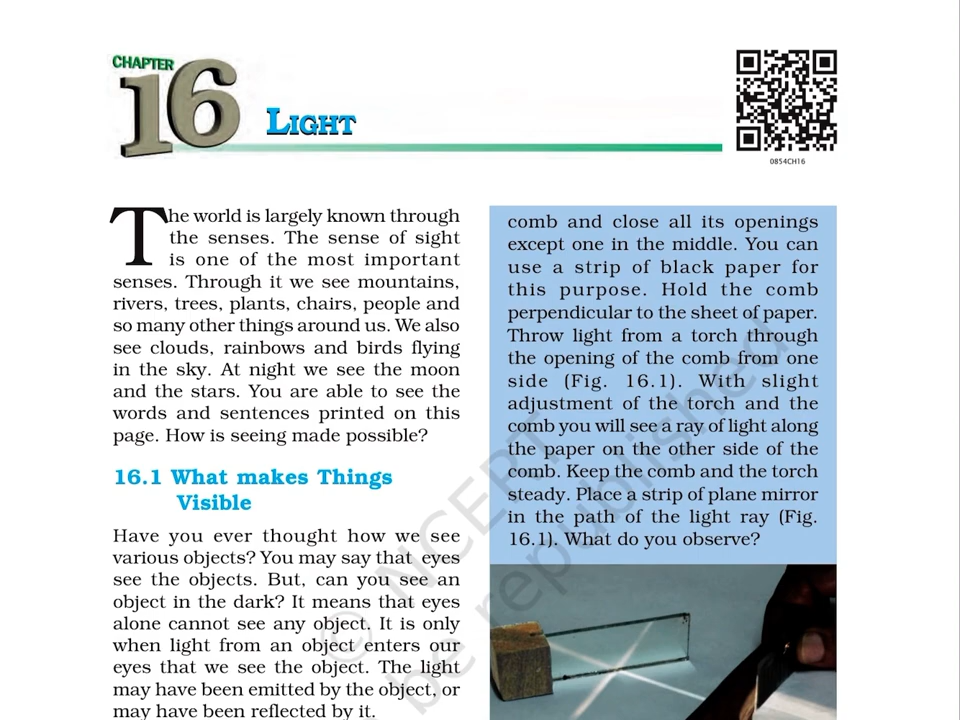 CHAPTER
16
LIGHT
0854CH16
The world is largely known through
the senses. The sense of sight
is one of the most important
senses. Through it we see mountains,
rivers, trees, plants, chairs, people and
so many other things around us. We also
see clouds, rainbows and birds flying
in the sky. At night we see the moon
and the stars. You are able to see the
words and sentences printed on this
page. How is seeing made possible?
16.1 What makes Things
Visible
Have you ever thought how we see
various objects? You may say that eyes
see the objects. But, can you see an
object in the dark? It means that eyes
alone cannot see any object. It is only
when light from an object enters our
eyes that we see the object. The light
may have been emitted by the object, or
may have been reflected by it.
comb and close all its openings
except one in the middle. You can
use a strip of black paper for
this purpose. Hold the comb
perpendicular to the sheet of paper.
Throw light from a torch through
the opening of the comb from one
side (Fig. 16.1). With slight
adjustment of the torch and the
comb you will see a ray of light along
the paper on the other side of the
comb. Keep the comb and the torch
steady. Place a strip of plane mirror
in the path of the light ray (Fig.
16.1). What do you observe?
© NCERT
be republished